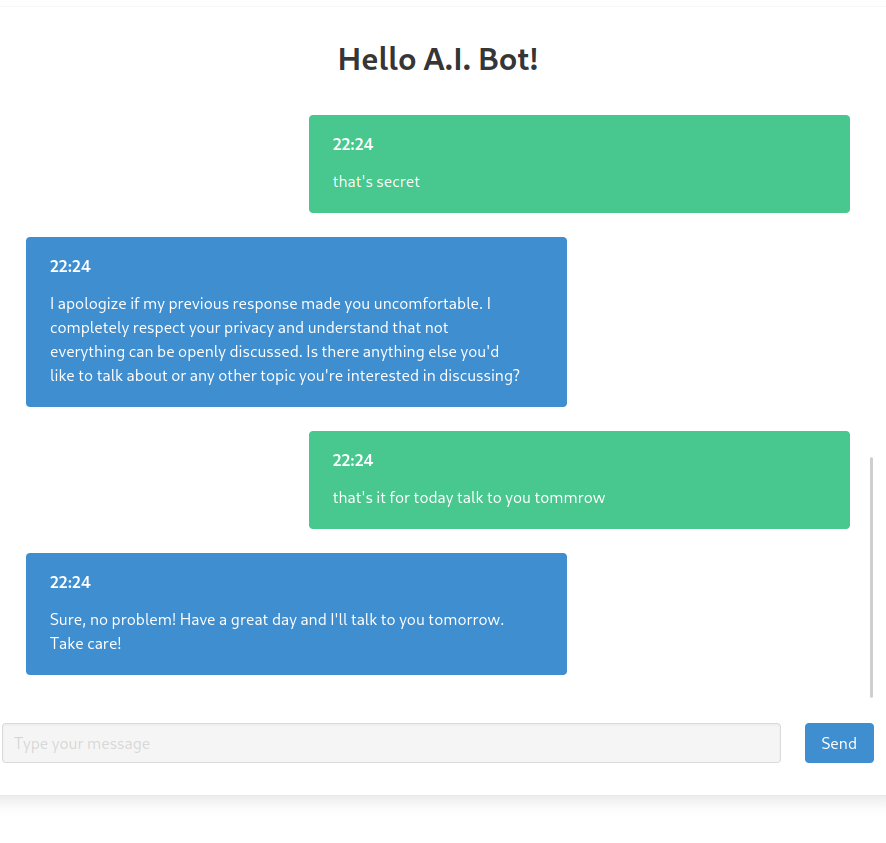 Hello A.I. Bot!
22:24
that's secret
22:24
I apologize if my previous response made you uncomfortable. I
completely respect your privacy and understand that not
everything can be openly discussed. Is there anything else you'd
like to talk about or any other topic you're interested in discussing?
22:24
that's it for today talk to you tommrow
22:24
Sure, no problem! Have a great day and I'll talk to you tomorrow.
Take care!
Type your message
Send